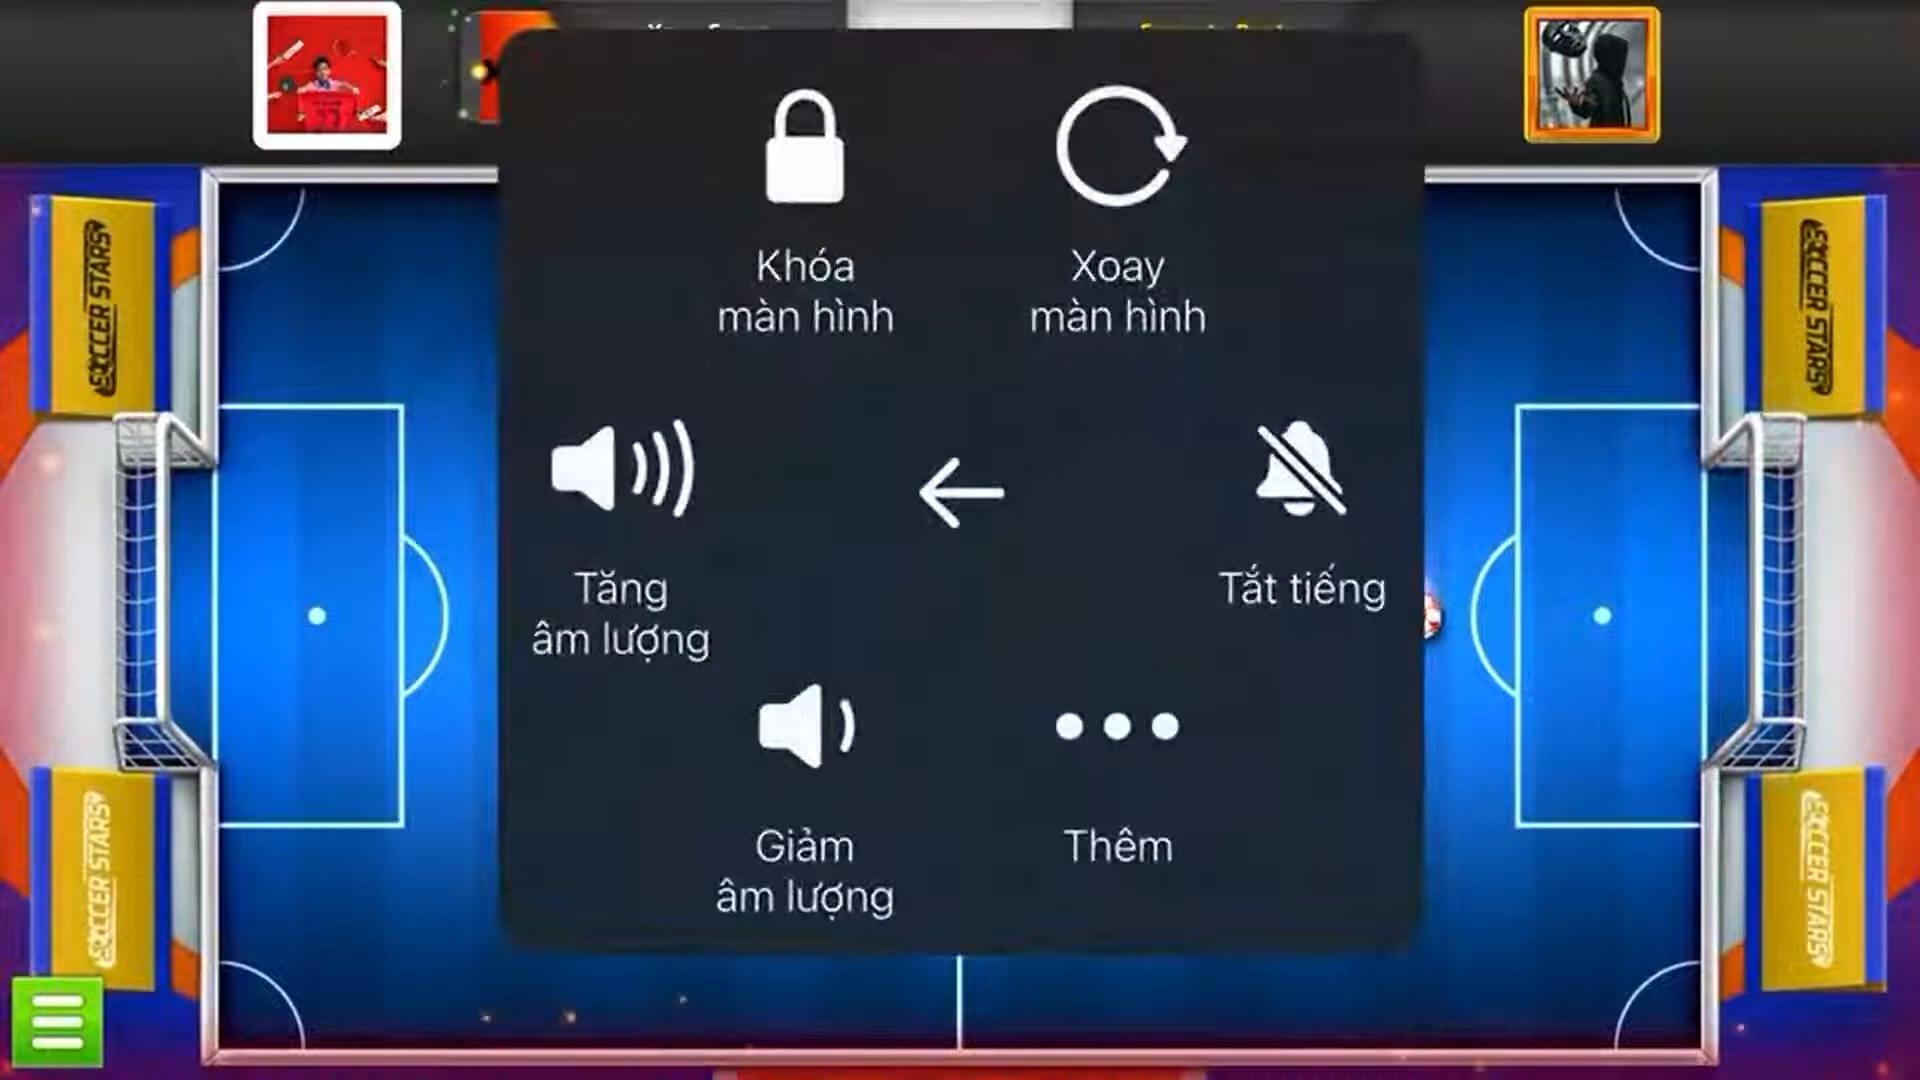 Khóa
màn hình
Xoay
màn hình
SOCCER STARS
SOCCER STARS
Tăng
âm lượng
Tắt tiếng
Giảm
âm lượng
Thêm
SOCCER STARS
SOCCER STARS